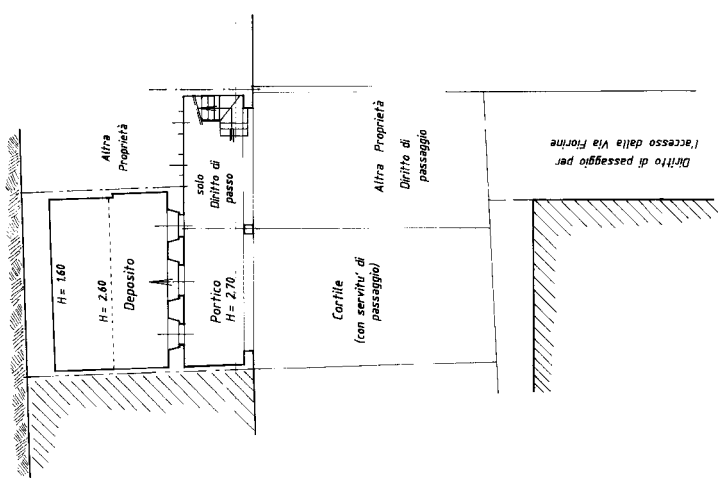 Altra
Proprietà
H = 1.60
H = 2.60
Deposito
solo
Diritto di
passo
Portico
H = 2.70
Altra Proprietà
Diritto di
passaggio
Cortile
(con servitu' di
passaggio)
Diritto di passaggio per
l'accesso dalla Via Fiorine